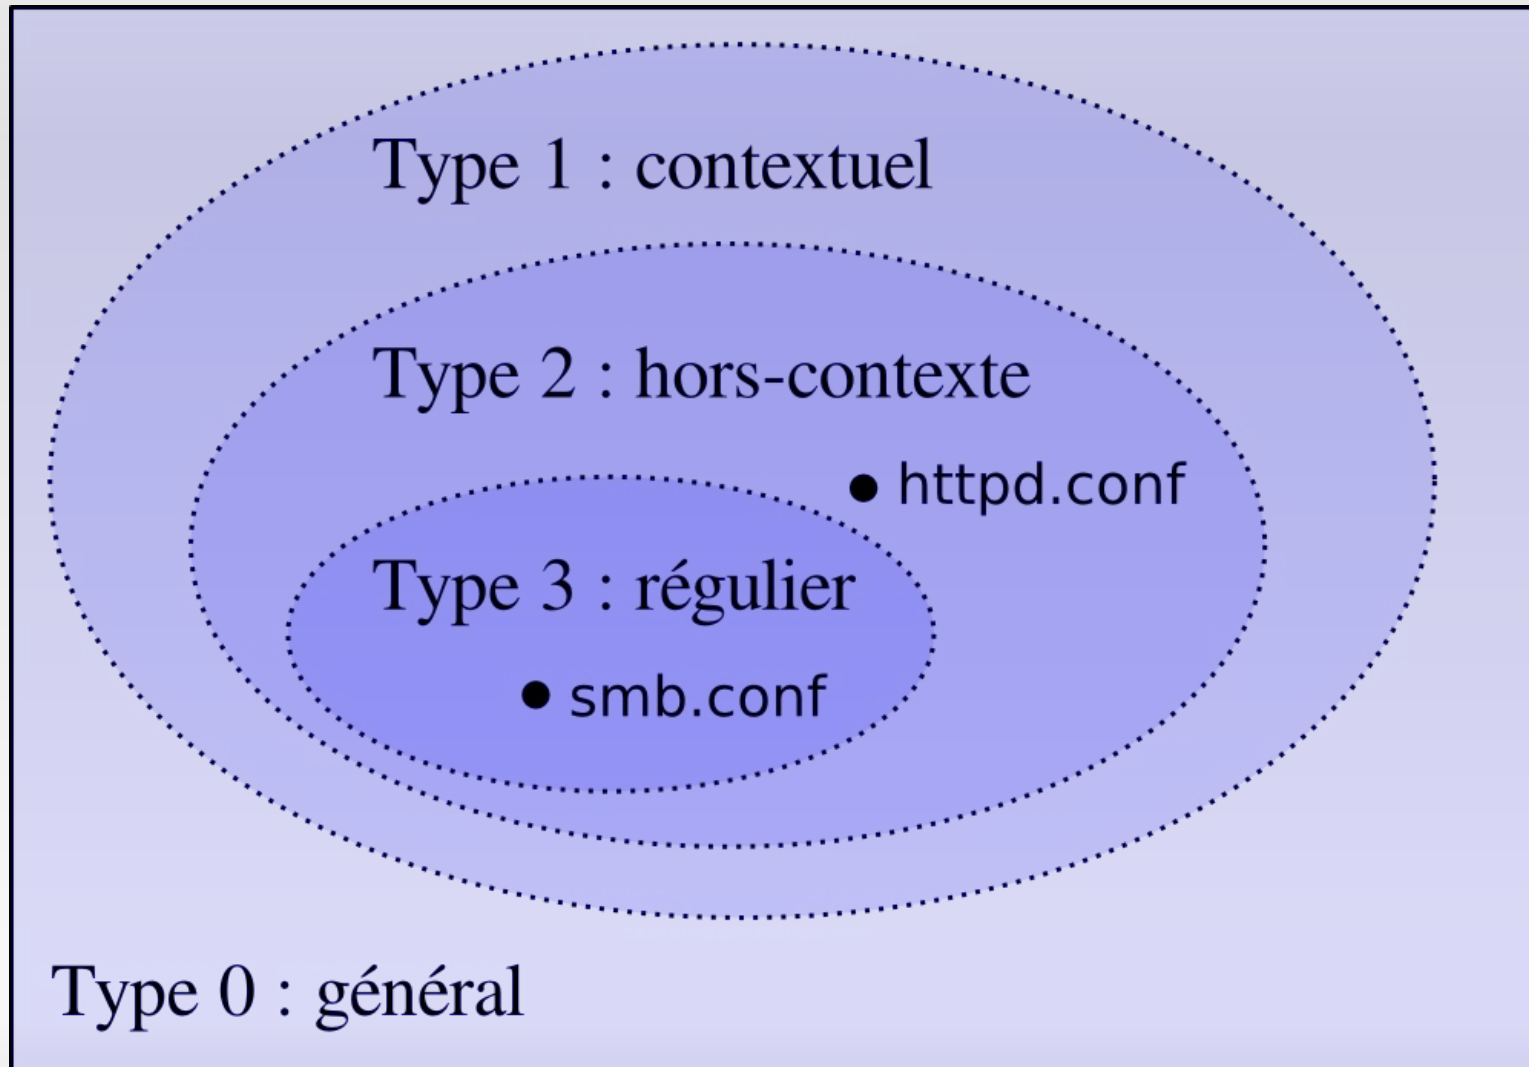 Type 1 : contextuel
Type 2 : hors-contexte
httpd.conf
Type 3 : régulier
smb.conf
Type 0 : général